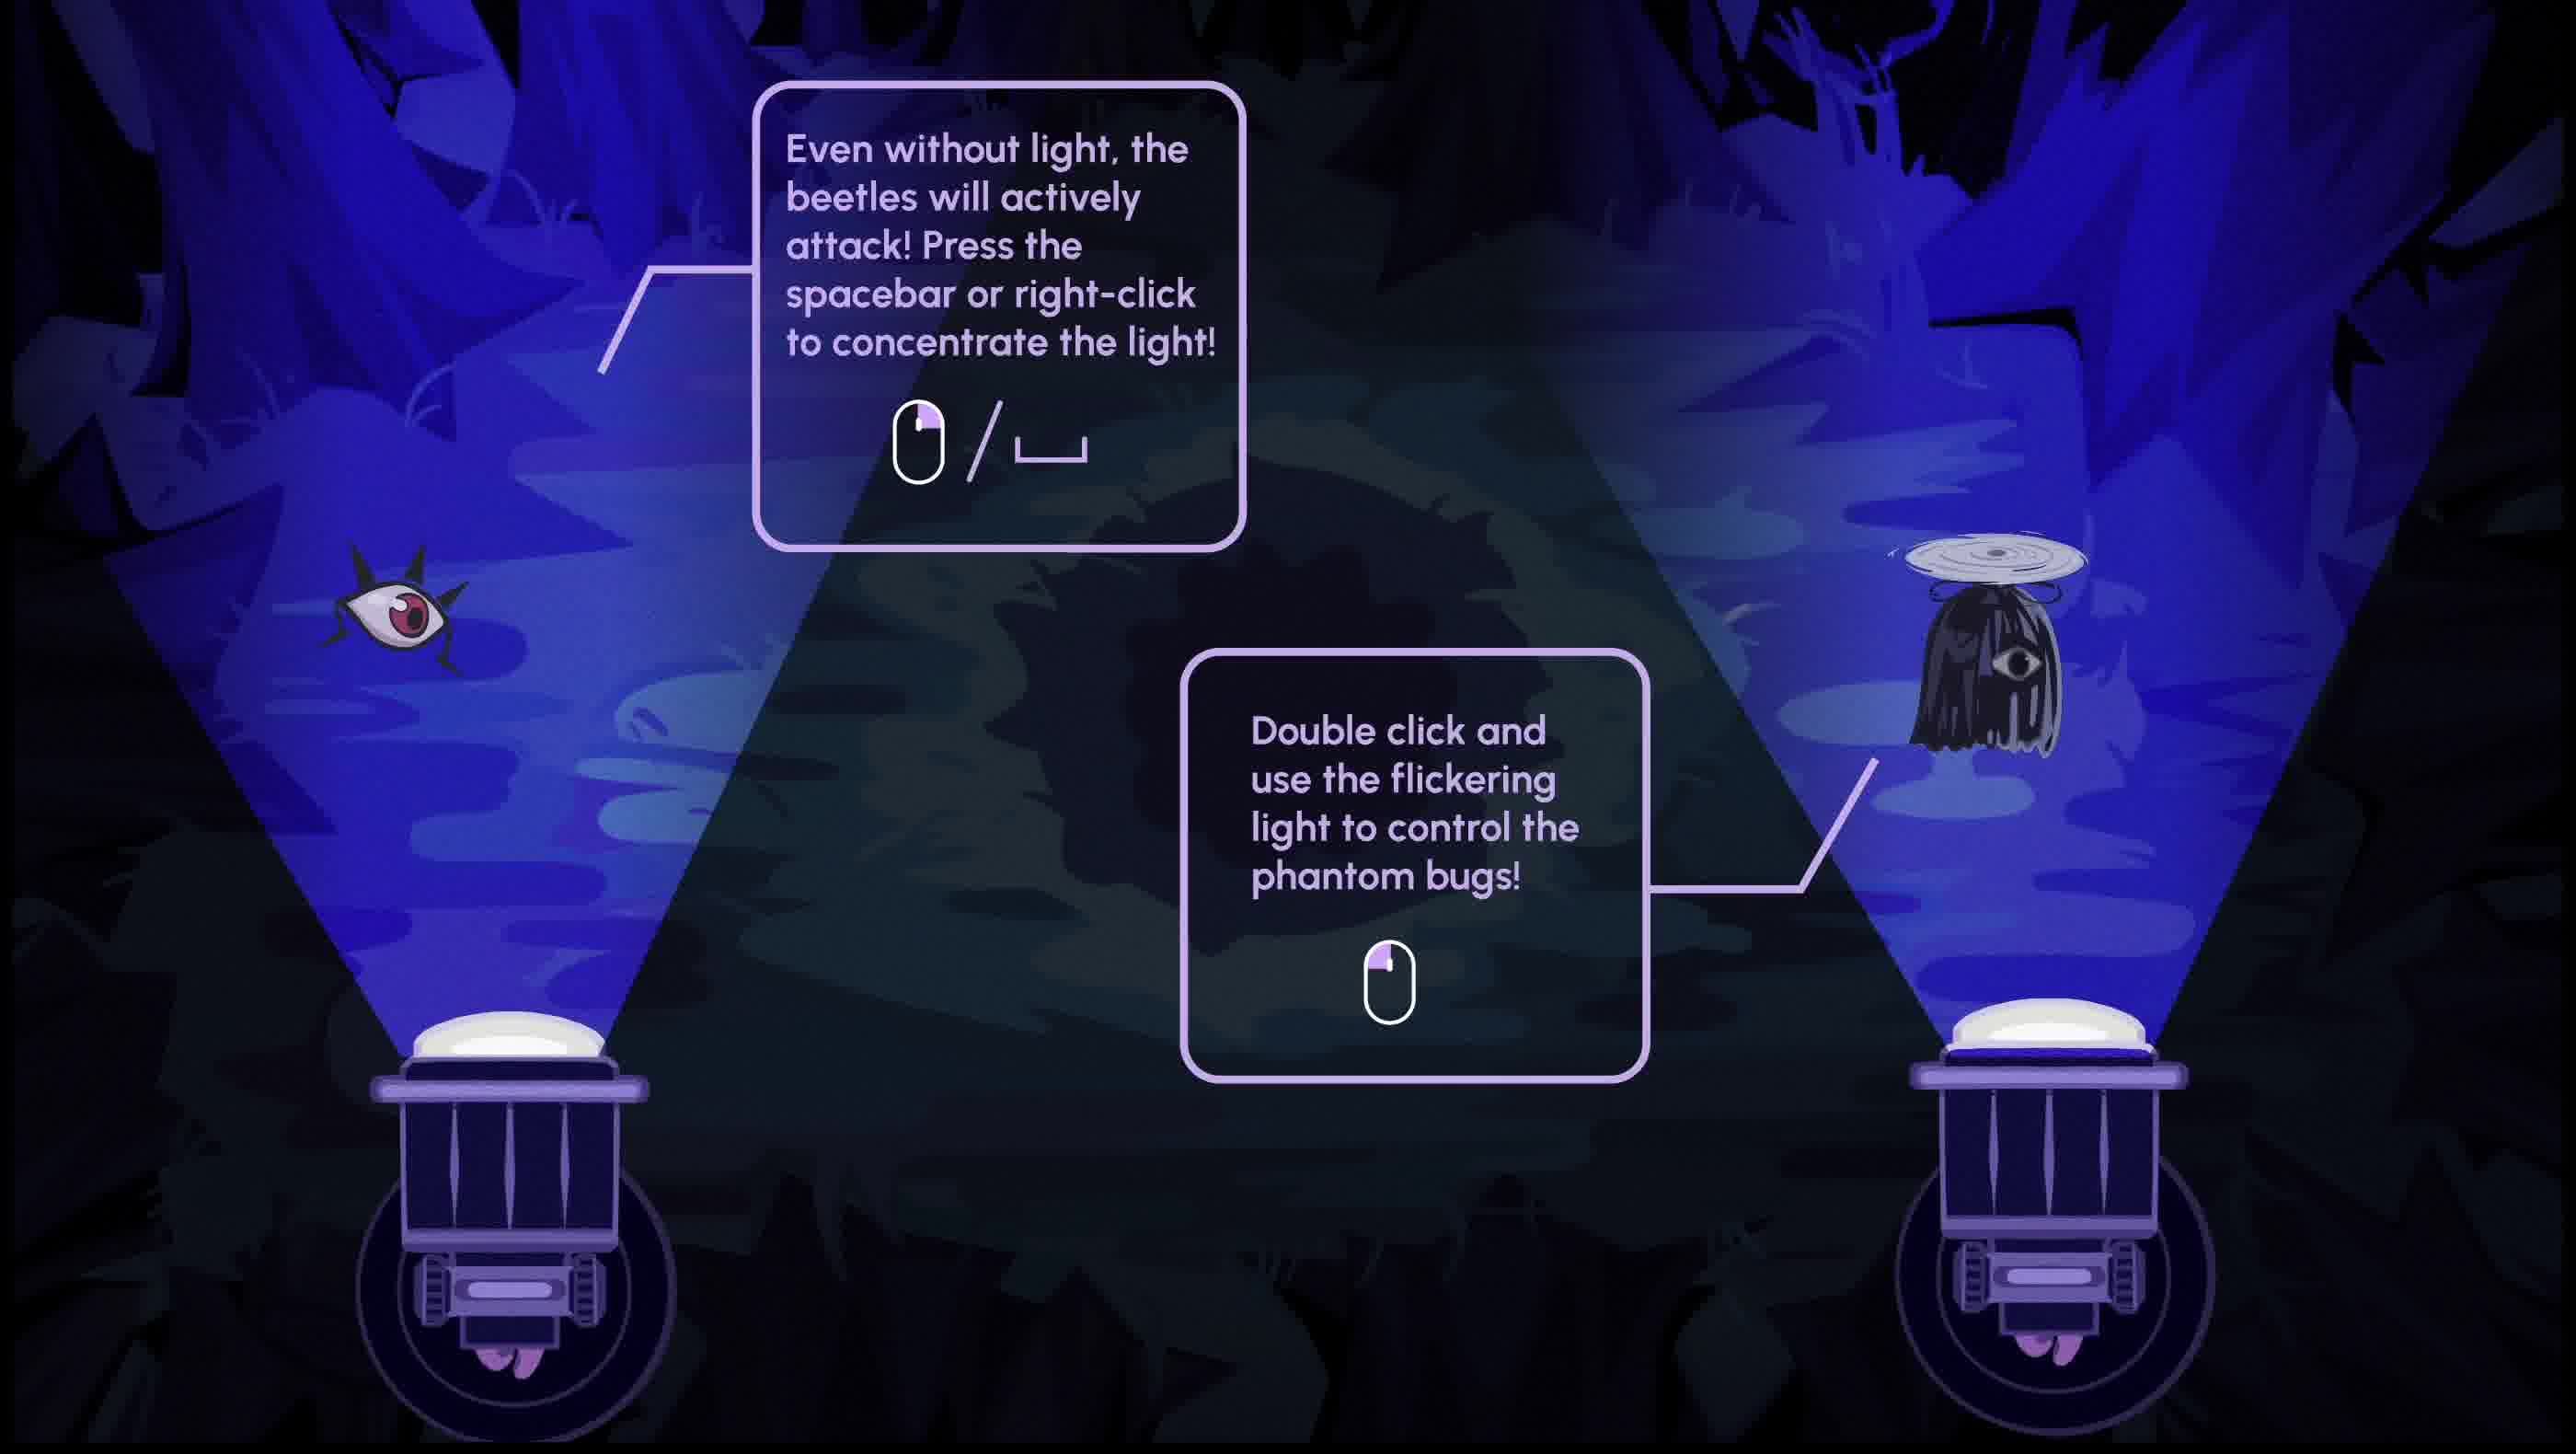 Even without light, the
beetles will actively
attack! Press the
spacebar or right-click
to concentrate the light!
Double click and
use the flickering
light to control the
phantom bugs!